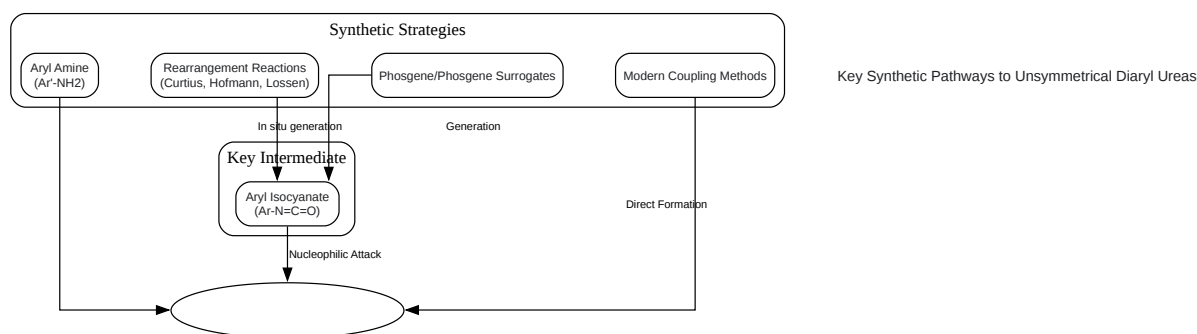 Synthetic Strategies
Aryl Amine
(Ar'-NH2)
Rearrangement Reactions
(Curtius, Hofmann, Lossen)
Phosgene/Phosgene Surrogates
Modern Coupling Methods
Key Synthetic Pathways to Unsymmetrical Diaryl Ureas
In situ generation
Generation
Key Intermediate
Aryl Isocyanate
(Ar-N=C=O)
Direct Formation
Nucleophilic Attack